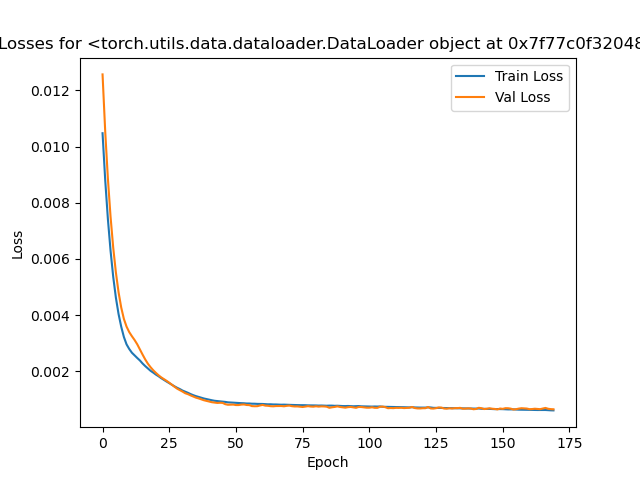 Losses for <torch.utils.data.dataloader.DataLoader object at 0x7f77c0f32048
Train Loss
Val Loss
0.012
0.010
0.008
0.006
0.004
0.002
Loss
0 25 50 75 100 125 150 175
Epoch